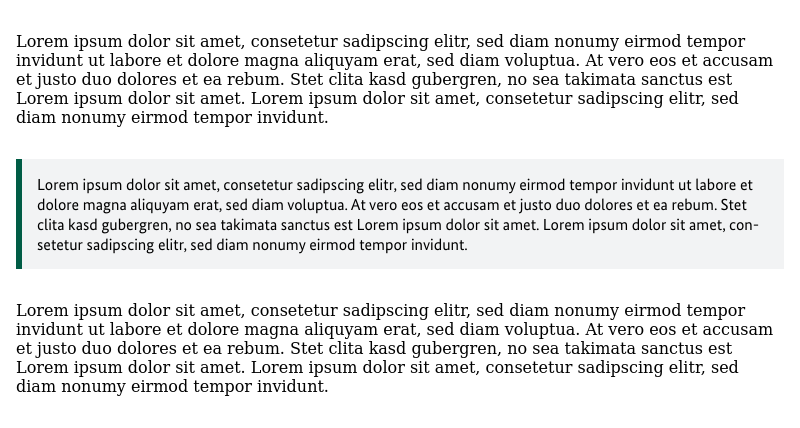 Lorem ipsum dolor sit amet, consetetur sadipscing elitr, sed diam nonumy eirmod tempor
invidunt ut labore et dolore magna aliquyam erat, sed diam voluptua. At vero eos et accusam
et justo duo dolores et ea rebum. Stet clita kasd gubergren, no sea takimata sanctus est
Lorem ipsum dolor sit amet. Lorem ipsum dolor sit amet, consetetur sadipscing elitr, sed
diam nonumy eirmod tempor invidunt.
Lorem ipsum dolor sit amet, consetetur sadipscing elitr, sed diam nonumy eirmod tempor invidunt ut labore et
dolore magna aliquyam erat, sed diam voluptua. At vero eos et accusam et justo duo dolores et ea rebum. Stet
clita kasd gubergren, no sea takimata sanctus est Lorem ipsum dolor sit amet. Lorem ipsum dolor sit amet, con-
setetur sadipscing elitr, sed diam nonumy eirmod tempor invidunt.
Lorem ipsum dolor sit amet, consetetur sadipscing elitr, sed diam nonumy eirmod tempor
invidunt ut labore et dolore magna aliquyam erat, sed diam voluptua. At vero eos et accusam
et justo duo dolores et ea rebum. Stet clita kasd gubergren, no sea takimata sanctus est
Lorem ipsum dolor sit amet. Lorem ipsum dolor sit amet, consetetur sadipscing elitr, sed
diam nonumy eirmod tempor invidunt.